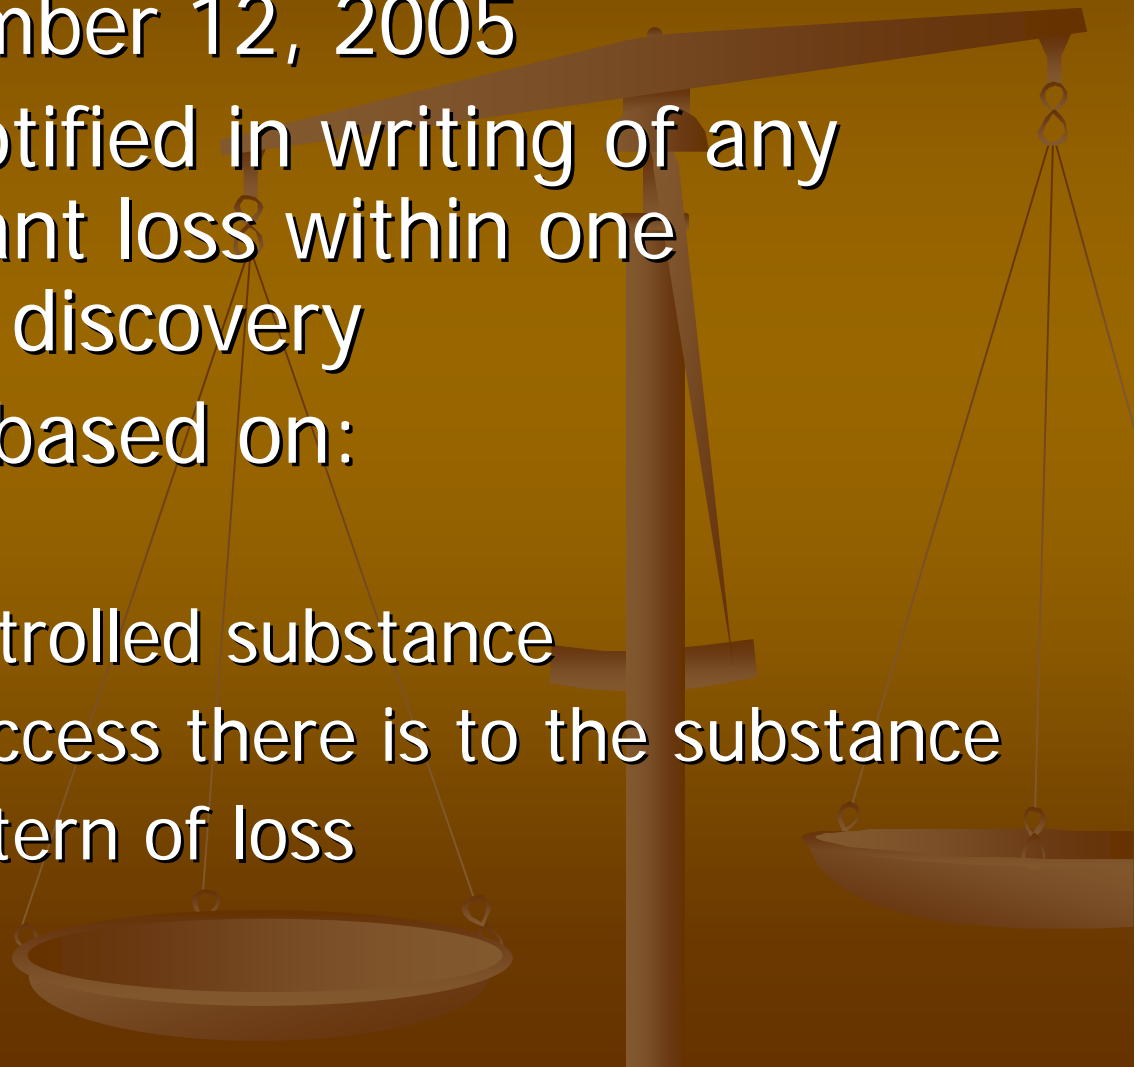 mber 12, 2005
otified in writing of any
ant loss within one
discovery
based on:
trolled substance
ccess there is to the substance
tern of loss